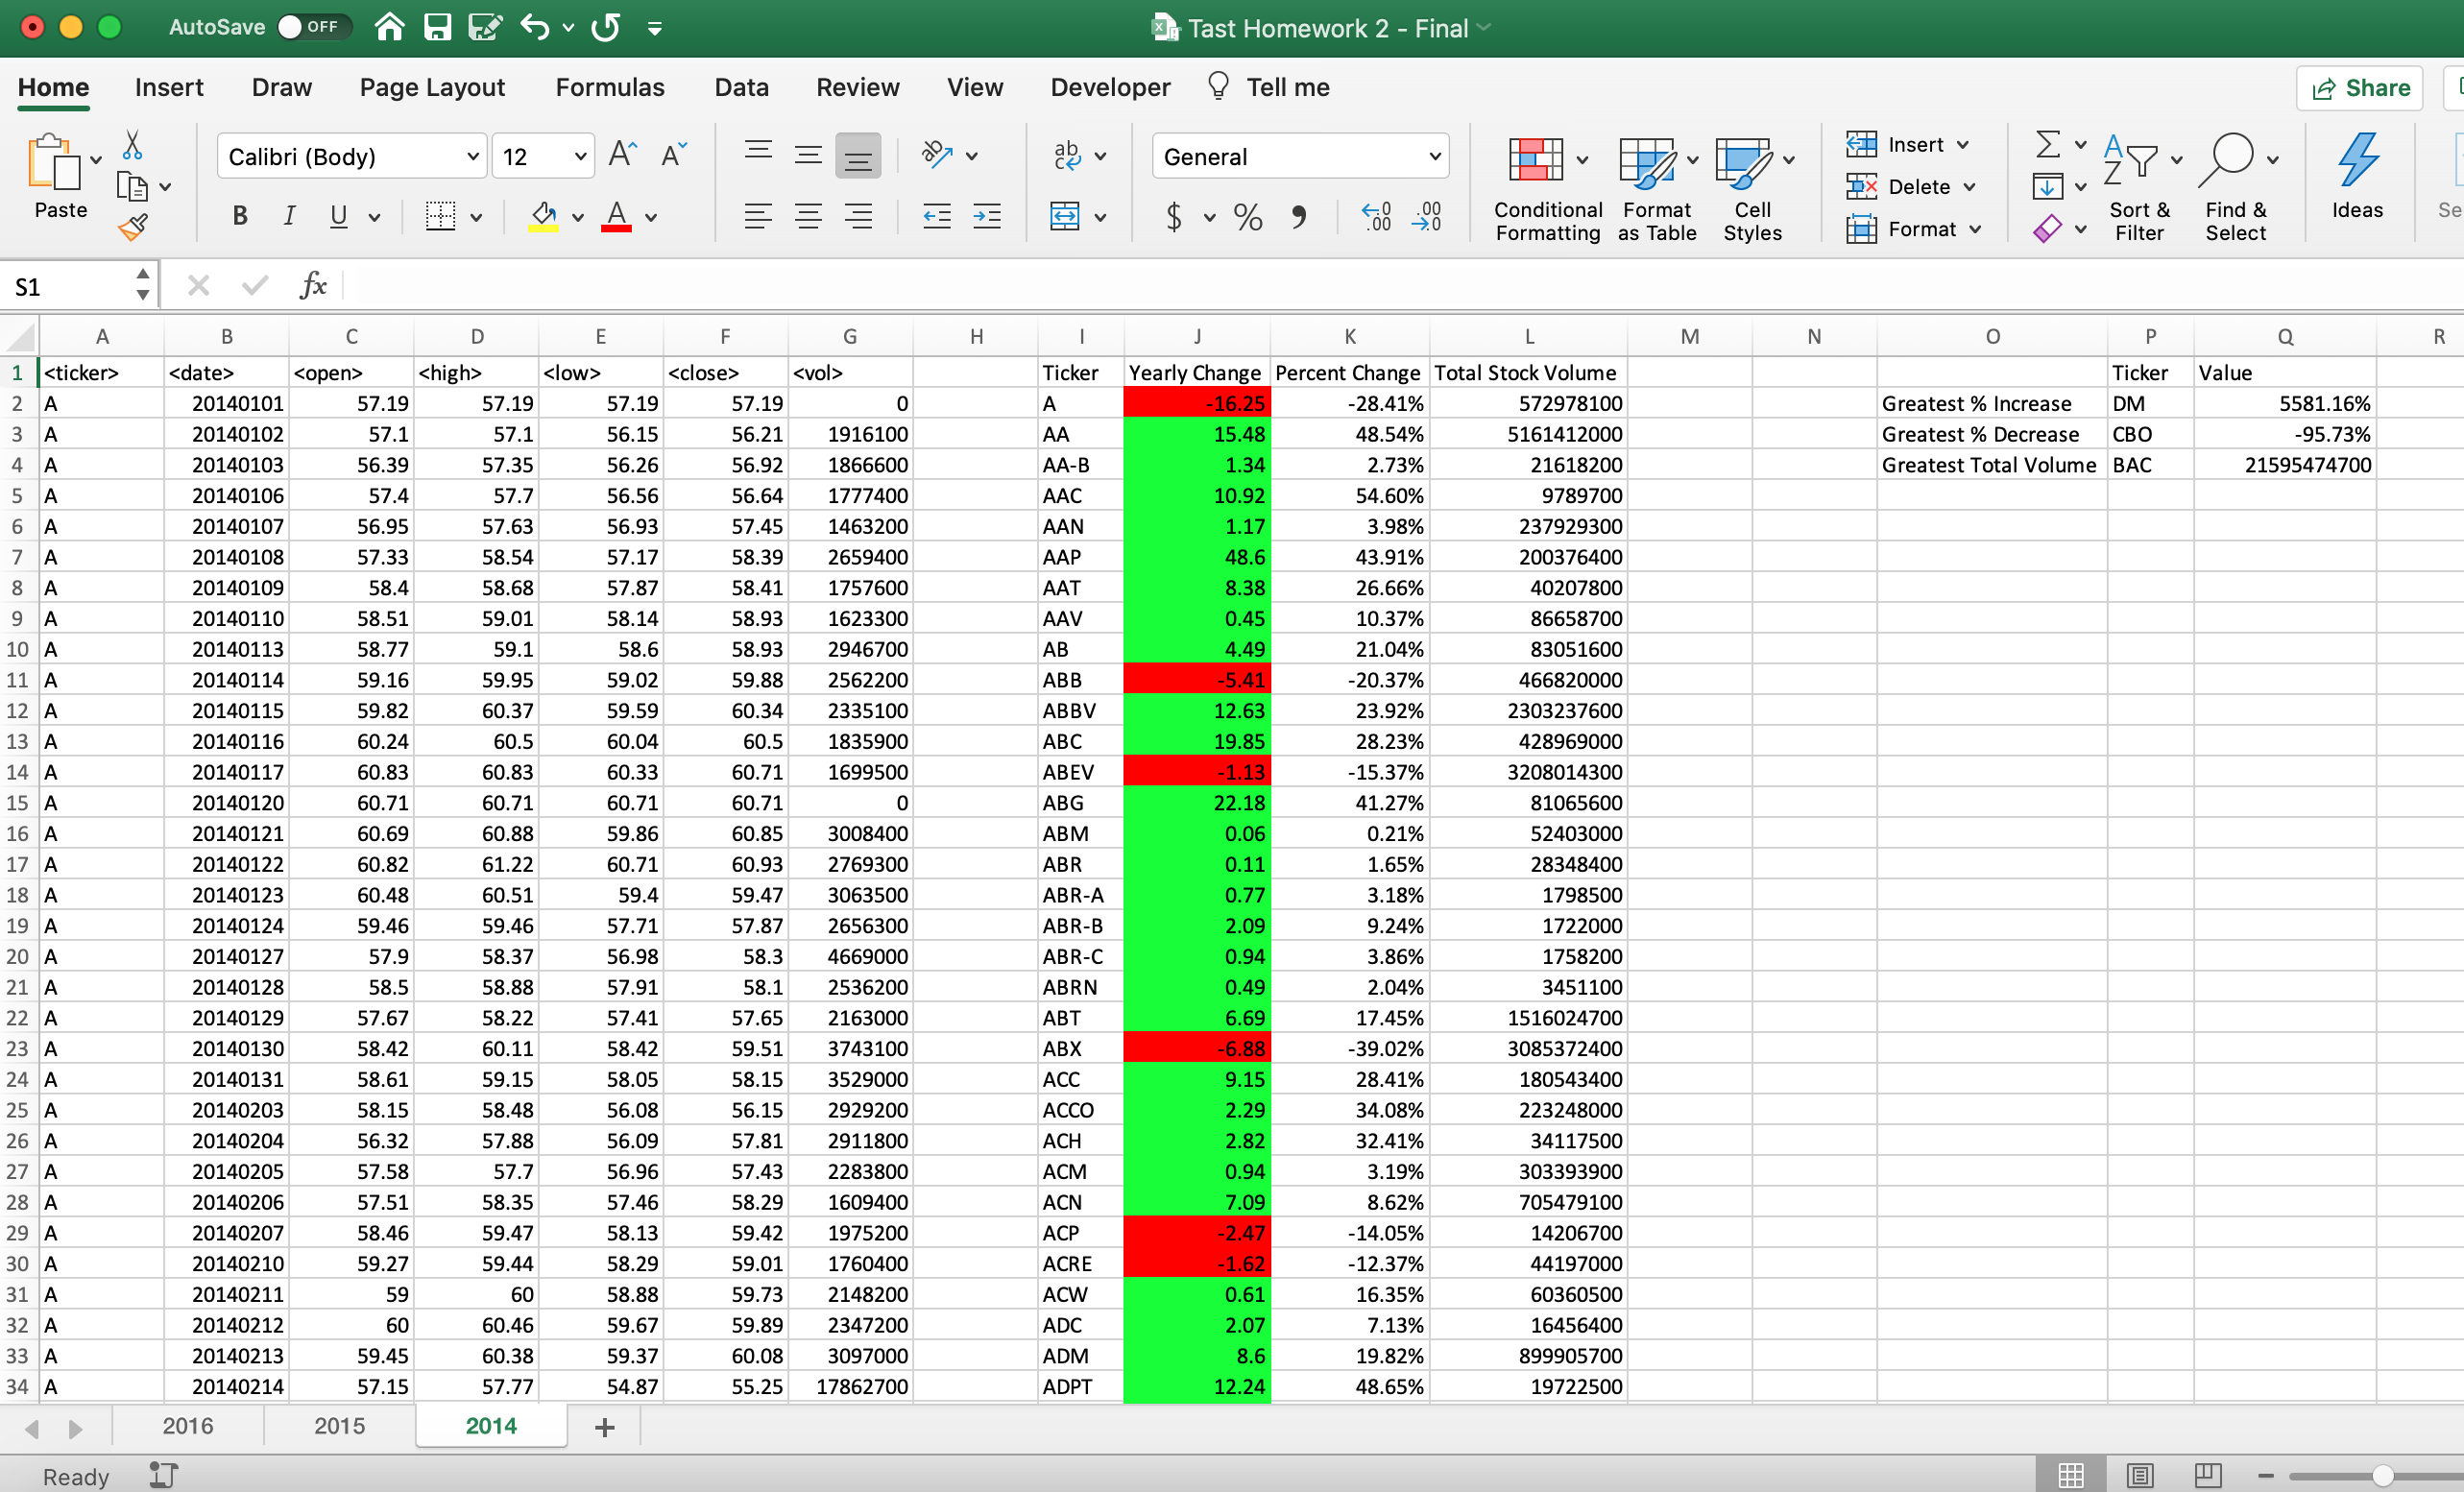 AutoSave OFF Tast Homework 2 - Final
Home Insert Draw Page Layout Formulas Data Review View Developer Tell me Share
Paste Calibri (Body) 12 A A ab General Insert
B I U A ab c $ % , .0 .00 .00 .0 Delete
Conditional Formatting Format as Table Cell Styles Format A Z Sort & Filter Find & Select Ideas Se
S1 fx
A B C D E F G H I J K L M N O P Q R
1 <ticker> <date> <open> <high> <low> <close> <vol> Ticker Yearly Change Percent Change Total Stock Volume Ticker Value
2 A 20140101 57.19 57.19 57.19 57.19 0 A -16.25 -28.41% 572978100 Greatest % Increase DM 5581.16%
3 A 20140102 57.1 57.1 56.15 56.21 1916100 AA 15.48 48.54% 5161412000 Greatest % Decrease CBO -95.73%
4 A 20140103 56.39 57.35 56.26 56.92 1866600 AA-B 1.34 2.73% 21618200 Greatest Total Volume BAC 21595474700
5 A 20140106 57.4 57.7 56.56 56.64 1777400 AAC 10.92 54.60% 9789700
6 A 20140107 56.95 57.63 56.93 57.45 1463200 AAN 1.17 3.98% 237929300
7 A 20140108 57.33 58.54 57.17 58.39 2659400 AAP 48.6 43.91% 200376400
8 A 20140109 58.4 58.68 57.87 58.41 1757600 AAT 8.38 26.66% 40207800
9 A 20140110 58.51 59.01 58.14 58.93 1623300 AAV 0.45 10.37% 86658700
10 A 20140113 58.77 59.1 58.6 58.93 2946700 AB 4.49 21.04% 83051600
11 A 20140114 59.16 59.95 59.02 59.88 2562200 ABB -5.41 -20.37% 466820000
12 A 20140115 59.82 60.37 59.59 60.34 2335100 ABBV 12.63 23.92% 2303237600
13 A 20140116 60.24 60.5 60.04 60.5 1835900 ABC 19.85 28.23% 428969000
14 A 20140117 60.83 60.83 60.33 60.71 1699500 ABEV -1.13 -15.37% 3208014300
15 A 20140120 60.71 60.71 60.71 60.71 0 ABG 22.18 41.27% 81065600
16 A 20140121 60.69 60.88 59.86 60.85 3008400 ABM 0.06 0.21% 52403000
17 A 20140122 60.82 61.22 60.71 60.93 2769300 ABR 0.11 1.65% 28348400
18 A 20140123 60.48 60.51 59.4 59.47 3063500 ABR-A 0.77 3.18% 1798500
19 A 20140124 59.46 59.46 57.71 57.87 2656300 ABR-B 2.09 9.24% 1722000
20 A 20140127 57.9 58.37 56.98 58.3 4669000 ABR-C 0.94 3.86% 1758200
21 A 20140128 58.5 58.88 57.91 58.1 2536200 ABRN 0.49 2.04% 3451100
22 A 20140129 57.67 58.22 57.41 57.65 2163000 ABT 6.69 17.45% 1516024700
23 A 20140130 58.42 60.11 58.42 59.51 3743100 ABX -6.88 -39.02% 3085372400
24 A 20140131 58.61 59.15 58.05 58.15 3529000 ACC 9.15 28.41% 180543400
25 A 20140203 58.15 58.48 56.08 56.15 2929200 ACCO 2.29 34.08% 223248000
26 A 20140204 56.32 57.88 56.09 57.81 2911800 ACH 2.82 32.41% 34117500
27 A 20140205 57.58 57.7 56.96 57.43 2283800 ACM 0.94 3.19% 303393900
28 A 20140206 57.51 58.35 57.46 58.29 1609400 ACN 7.09 8.62% 705479100
29 A 20140207 58.46 59.47 58.13 59.42 1975200 ACP -2.47 -14.05% 14206700
30 A 20140210 59.27 59.44 58.29 59.01 1760400 ACRE -1.62 -12.37% 44197000
31 A 20140211 59 60 58.88 59.73 2148200 ACW 0.61 16.35% 60360500
32 A 20140212 60 60.46 59.67 59.89 2347200 ADC 2.07 7.13% 16456400
33 A 20140213 59.45 60.38 59.37 60.08 3097000 ADM 8.6 19.82% 899905700
34 A 20140214 57.15 57.77 54.87 55.25 17862700 ADPT 12.24 48.65% 19722500
2016 2015 2014
Ready